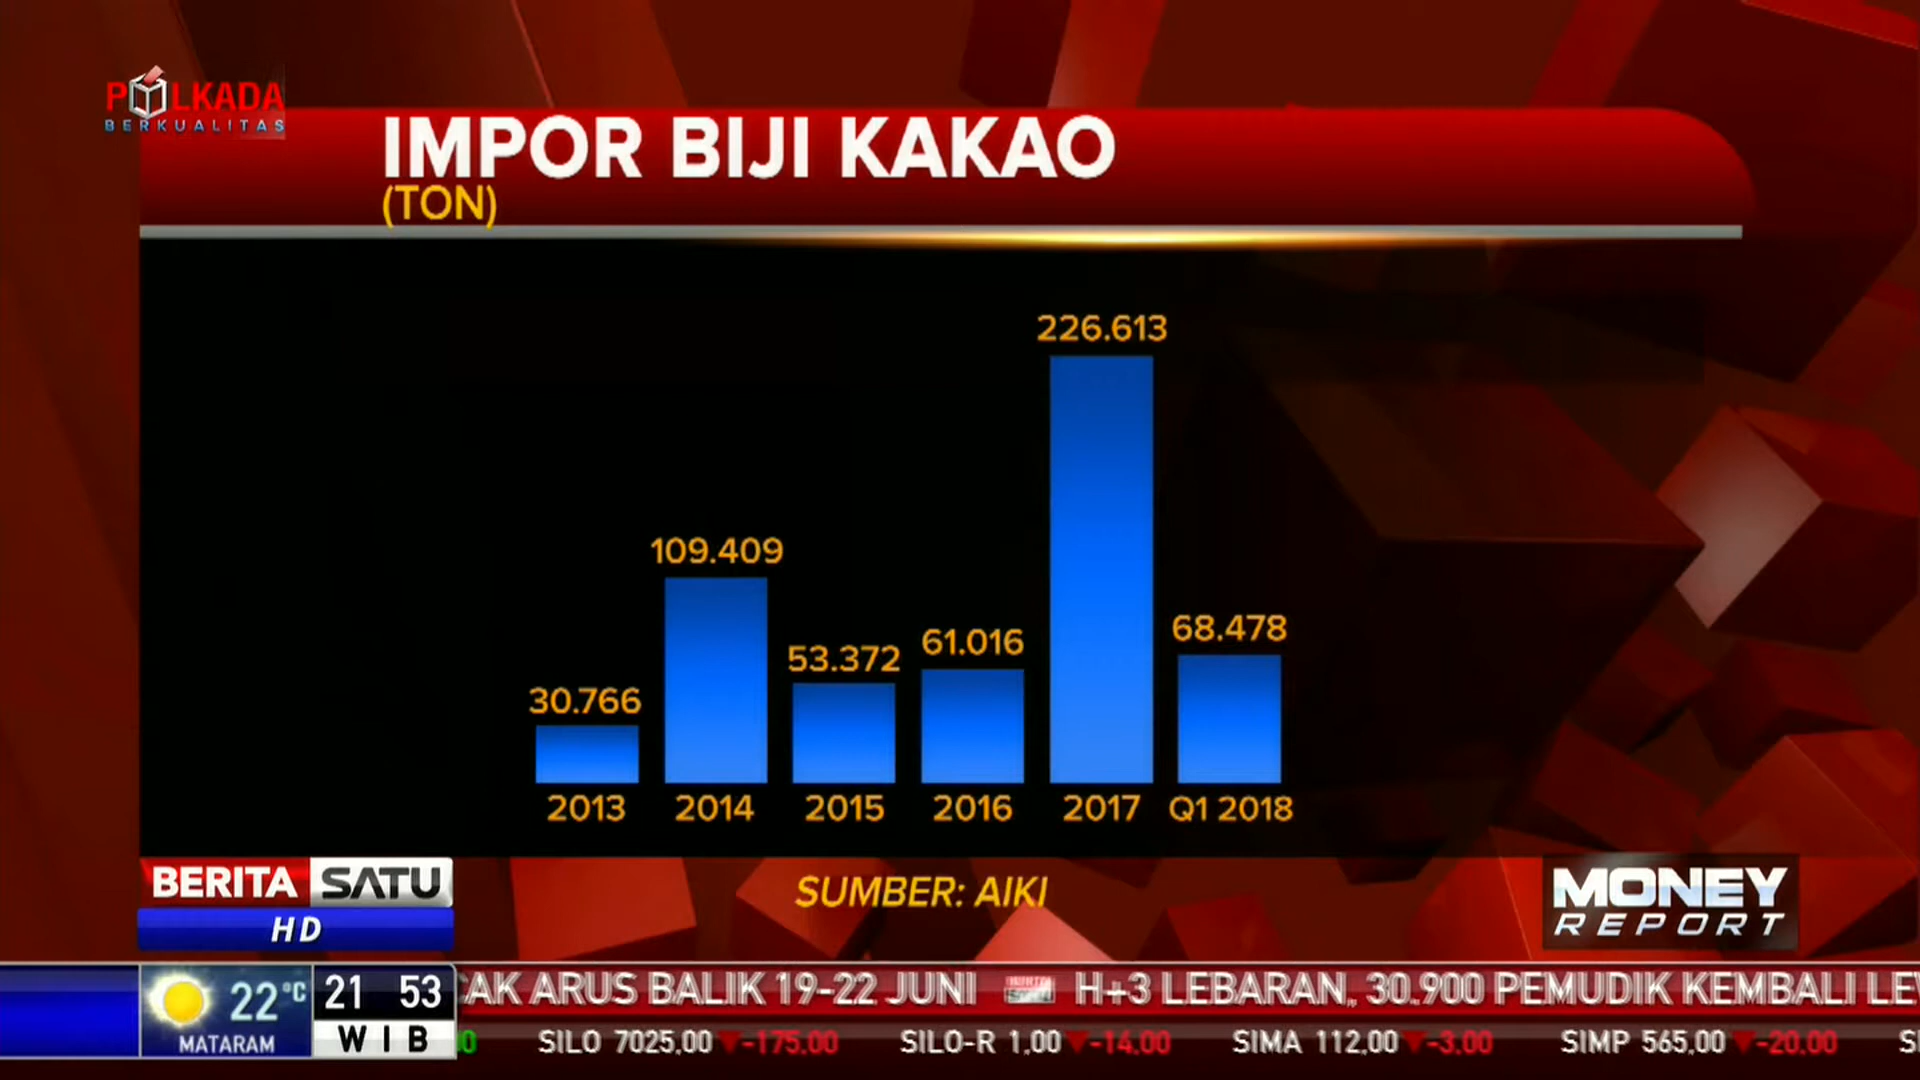 PILKADA
BERKUALITAS
IMPOR BIJI KAKAO
(TON)
226.613
109.409
68.478
61.016
53.372
30.766
2013 2014 2015 2016 2017 Q1 2018
BERITA SATU
HD
SUMBER: AIKI
MONEY
REPORT
22°C
MATARAM
21 53
WIB
ARUS BALIK 19-22 JUNI BERITA SATU H+3 LEBARAN, 30.900 PEMUDIK KEMBALI
SILO 7025,00 -175.00 SILO-R 1,00 -14.00 SIMA 112,00 -3.00 SIMP 565,00 -20.00